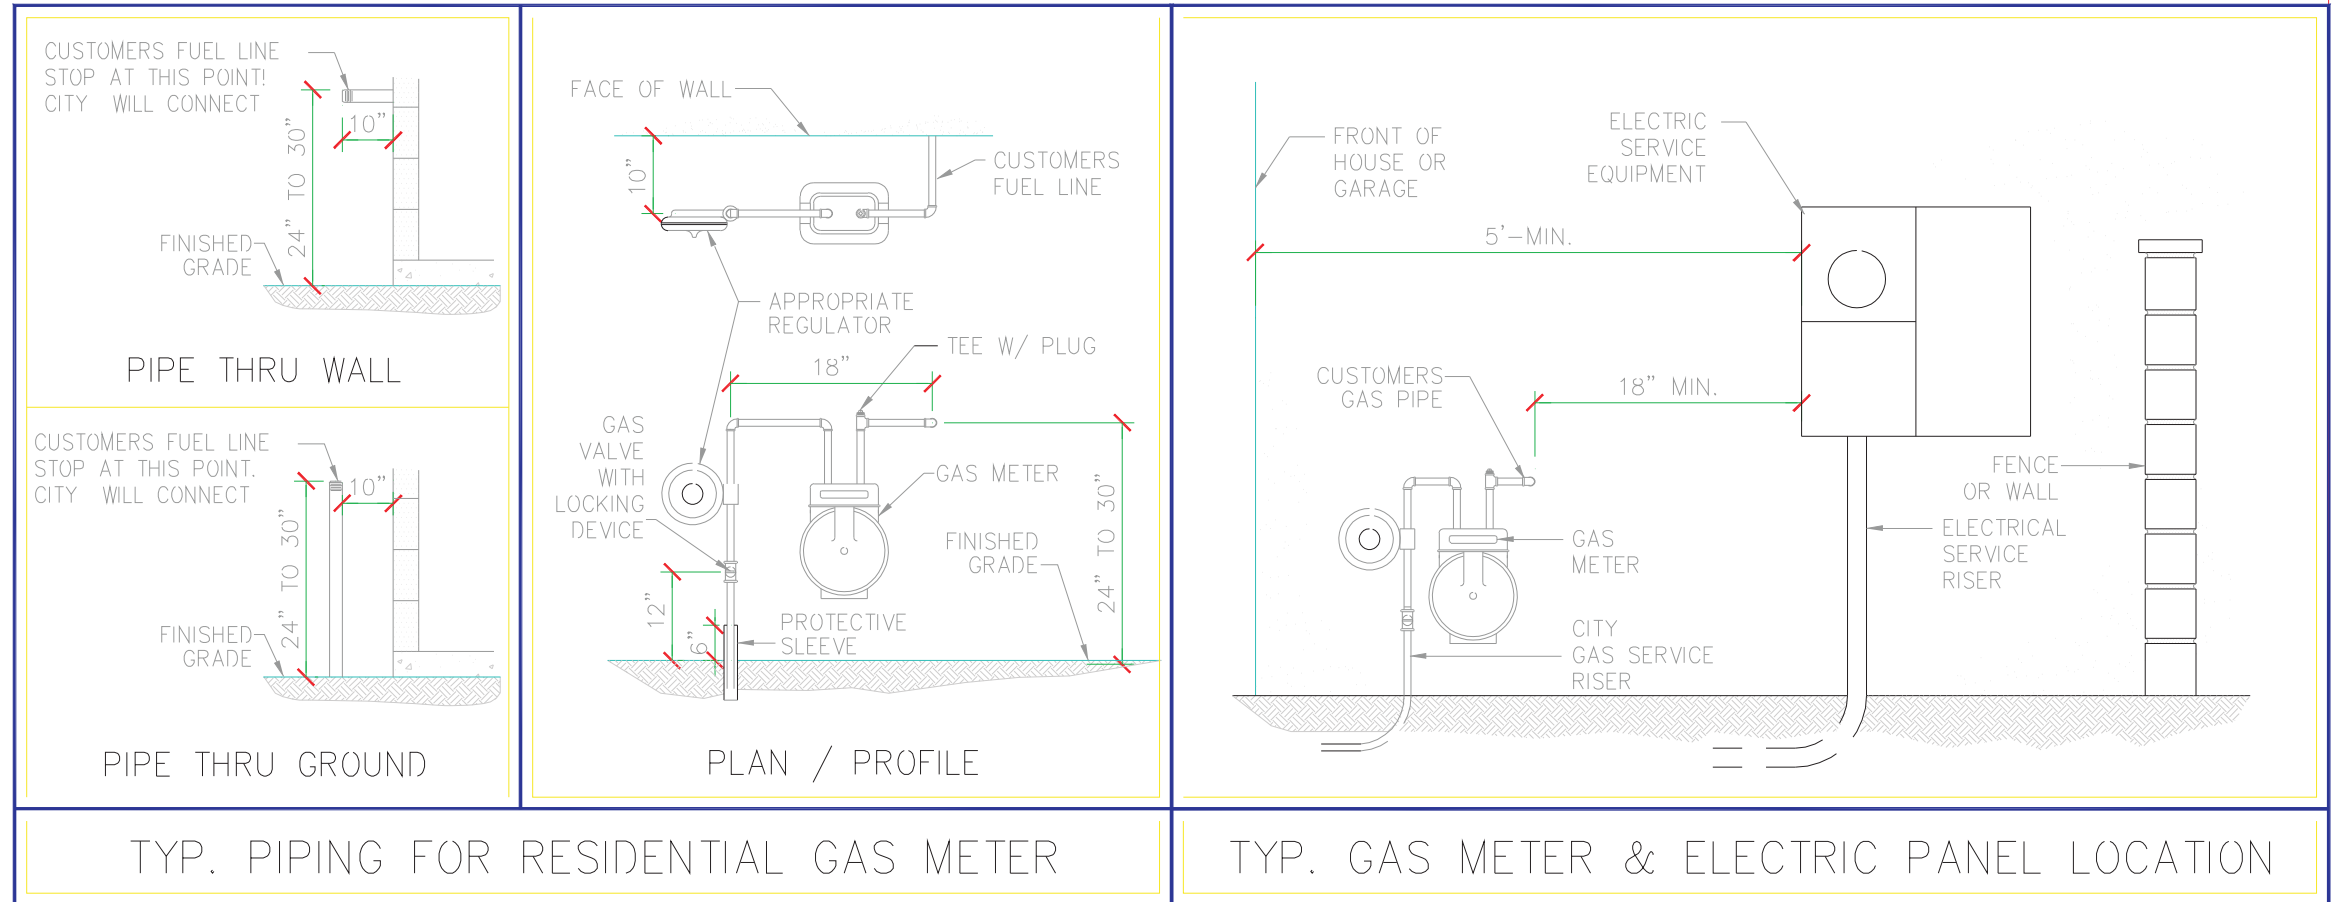 CUSTOMERS FUEL LINE
STOP AT THIS POINT!
CITY WILL CONNECT
10"
24" TO 30"
FINISHED
GRADE
PIPE THRU WALL
CUSTOMERS FUEL LINE
STOP AT THIS POINT.
CITY WILL CONNECT
10"
24" TO 30"
FINISHED
GRADE
PIPE THRU GROUND
FACE OF WALL
10"
CUSTOMERS
FUEL LINE
APPROPRIATE
REGULATOR
TEE W/ PLUG
18"
GAS
VALVE
WITH
LOCKING
DEVICE
GAS METER
24" TO 30"
FINISHED
GRADE
12"
6"
PROTECTIVE
SLEEVE
PLAN / PROFILE
FRONT OF
HOUSE OR
GARAGE
ELECTRIC
SERVICE
EQUIPMENT
5'-MIN.
CUSTOMERS
GAS PIPE
18" MIN.
FENCE
OR WALL
ELECTRICAL
SERVICE
RISER
GAS
METER
CITY
GAS SERVICE
RISER
TYP. PIPING FOR RESIDENTIAL GAS METER
TYP. GAS METER & ELECTRIC PANEL LOCATION